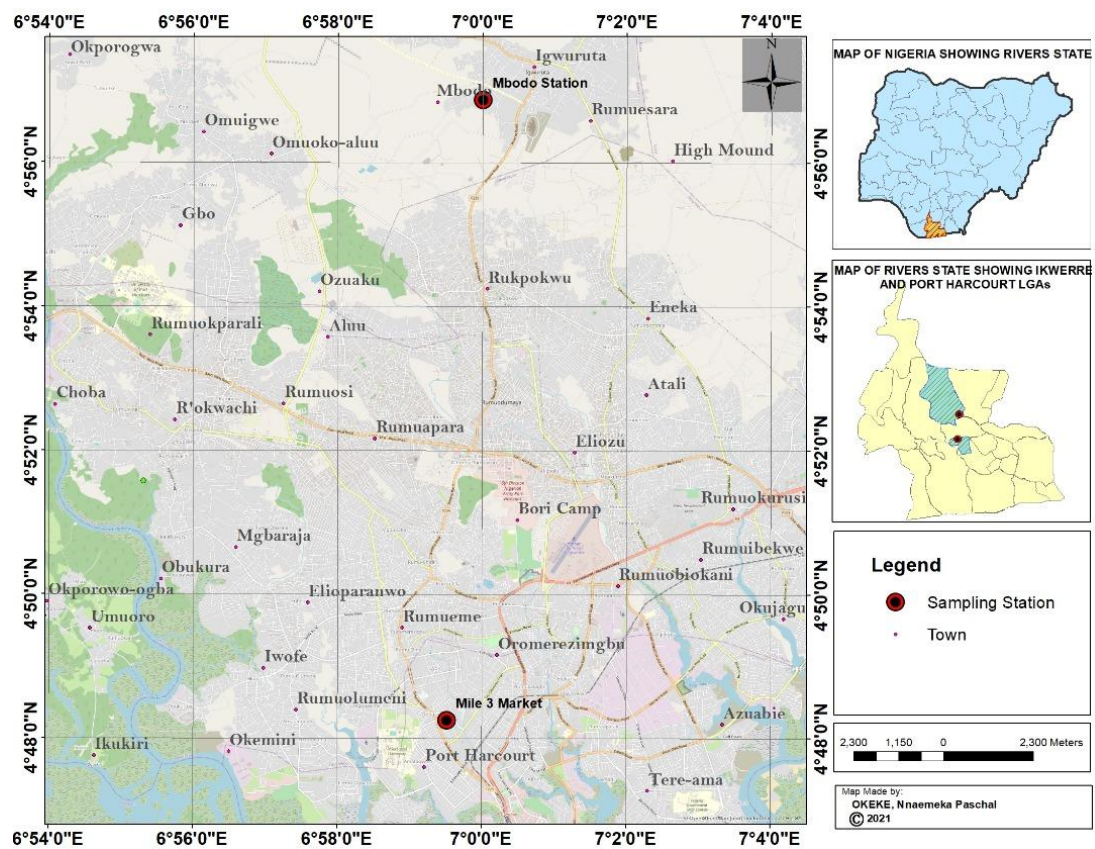 6°54'0"E 6°56'0"E 6°58'0"E 7°0'0"E 7°2'0"E 7°4'0"E
Okporogwa
Igwuruta
N
Mbodo Station
Mbodo
Rumuesara
Omuigwe
Omuoko-aluu
High Mound
4°56'0"N
4°56'0"N
Gbo
Ozuaku
Rukpokwu
Eneka
4°54'0"N
4°54'0"N
Rumuokparali
Aluu
Choba
Rumuosi
Atali
R'okwachi
Rumuodumaya
Rumuapara
Eliozu
4°52'0"N
4°52'0"N
Rumuokurusi
Bori Camp
Mgbaraja
Rumuibekwe
Obukura
Rumuobiokani
Okporowo-ogba
Elioparanwo
4°50'0"N
4°50'0"N
Okujagu
Umuoro
Rumueme
Oromerezimgbu
Iwofe
Rumuolumeni
Mile 3 Market
Azuabie
Ikukiri
Okemini
Port Harcourt
4°48'0"N
4°48'0"N
Tere-ama
6°54'0"E 6°56'0"E 6°58'0"E 7°0'0"E 7°2'0"E 7°4'0"E
MAP OF NIGERIA SHOWING RIVERS STATE
MAP OF RIVERS STATE SHOWING IKWERRE
AND PORT HARCOURT LGAs
Legend
Sampling Station
Town
2,300 1,150 0 2,300 Meters
Map Made by:
OKEKE, Nnaemeka Paschal
© 2021